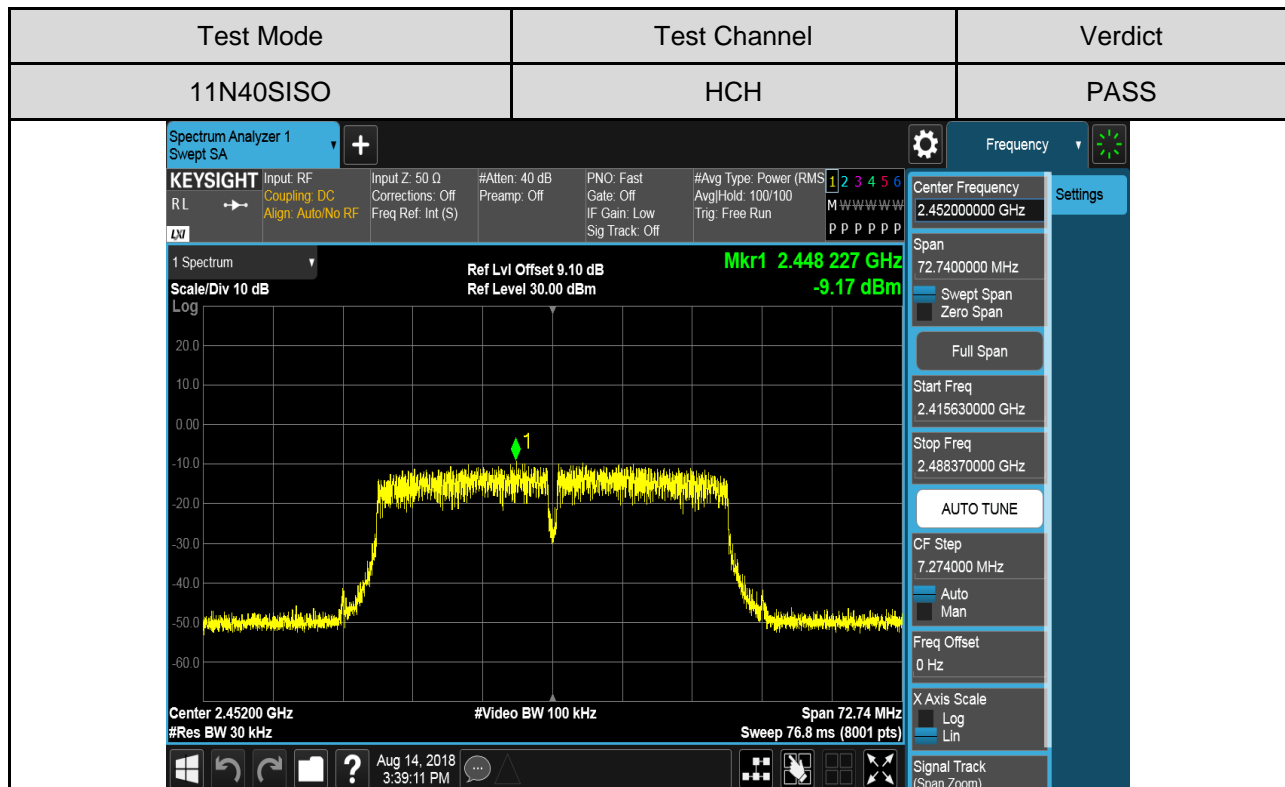 Test Mode Test Channel Verdict
11N40SISO HCH PASS
Spectrum Analyzer 1
Swept SA
+
Frequency
KEYSIGHT
R L
LXI
Input: RF
Coupling: DC
Align: Auto/No RF
Input Z: 50 Ω
Corrections: Off
Freq Ref: Int (S)
#Atten: 40 dB
Preamp: Off
PNO: Fast
Gate: Off
IF Gain: Low
Sig Track: Off
#Avg Type: Power (RMS
Avg|Hold: 100/100
Trig: Free Run
1 2 3 4 5 6
M W W W W W
P P P P P P
1 Spectrum
Scale/Div 10 dB
Ref Lvl Offset 9.10 dB
Ref Level 30.00 dBm
Mkr1 2.448 227 GHz
-9.17 dBm
Log
20.0
10.0
0.00
-10.0
-20.0
-30.0
-40.0
-50.0
-60.0
1
Center 2.45200 GHz
#Res BW 30 kHz
#Video BW 100 kHz
Span 72.74 MHz
Sweep 76.8 ms (8001 pts)
?
Aug 14, 2018
3:39:11 PM
Center Frequency
2.452000000 GHz
Settings
Span
72.7400000 MHz
Swept Span
Zero Span
Full Span
Start Freq
2.415630000 GHz
Stop Freq
2.488370000 GHz
AUTO TUNE
CF Step
7.274000 MHz
Auto
Man
Freq Offset
0 Hz
X Axis Scale
Log
Lin
Signal Track
(Span Zoom)